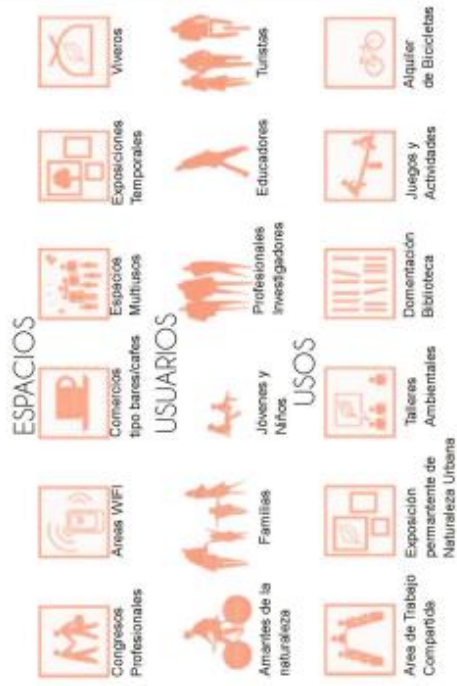 ESPACIOS
Congresos
Profesionales
Areas WIFI
Comercios
tipo bares/cafes
Espacios
Multiusos
Exposiciones
Temporales
Viveros
USUARIOS
Amantes de la
naturaleza
Familias
Jóvenes y
Niños
Profesionales
Investigadores
Educadores
Turistas
USOS
Area de Trabajo
Compartida
Exposición
permantente de
Naturaleza Urbana
Talleres
Ambientales
Domentación
Biblioteca
Juegos y
Actividades
Alquiler
de Bicicletas